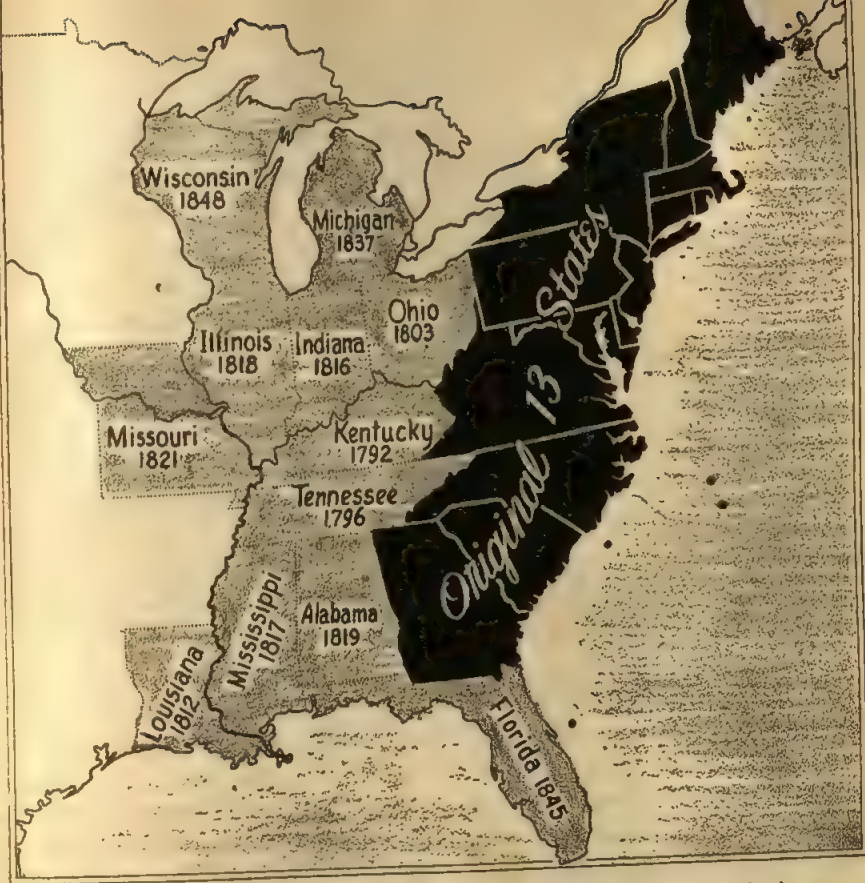 Wisconsin
1848
Michigan
1837
Ohio
1803
Illinois
1818
Indiana
1816
Missouri
1821
Kentucky
1792
Tennessee
1796
Mississippi
1817
Alabama
1819
Louisiana
1812
Florida 1845
Original 13 States